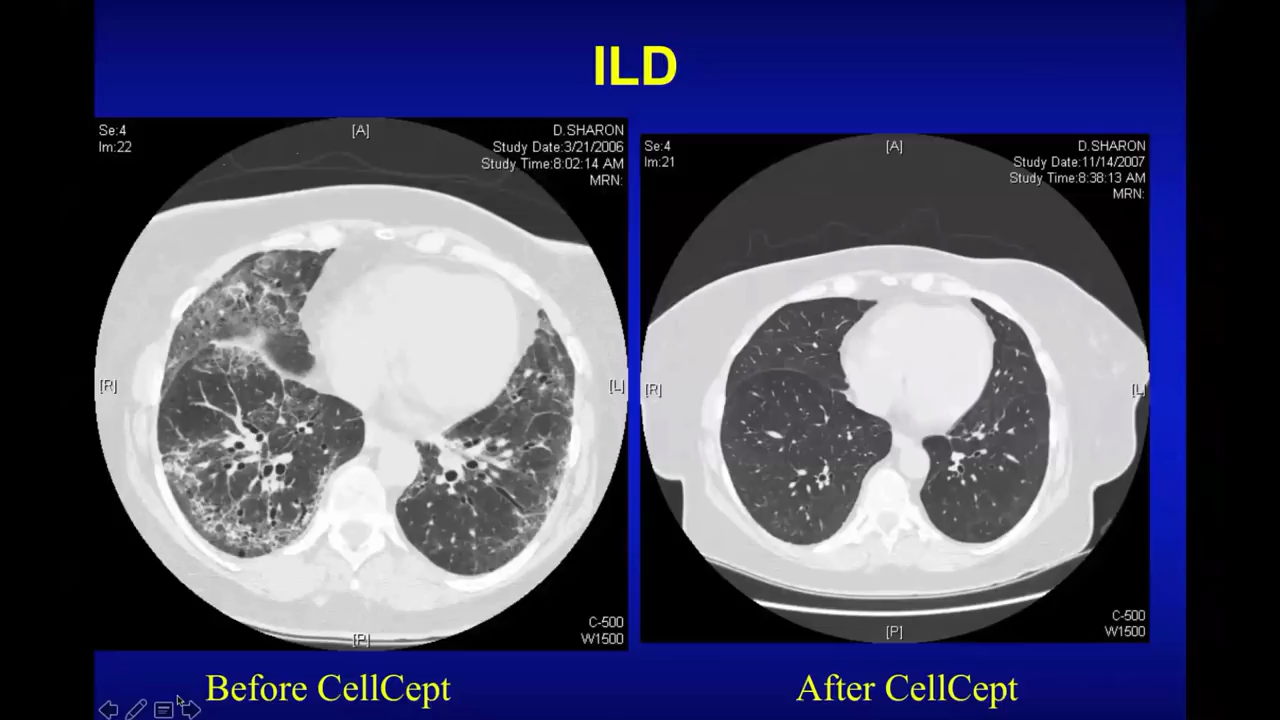 ILD
Se:4
Im:22
[A]
D.SHARON
Study Date:3/21/2006
Study Time:8:02:14 AM
MRN:
[R]
[L]
C-500
W1500
[P]
Se:4
Im:21
[A]
D.SHARON
Study Date:11/14/2007
Study Time:8:38:13 AM
MRN:
[R]
[L]
C-500
W1500
[P]
Before CellCept
After CellCept